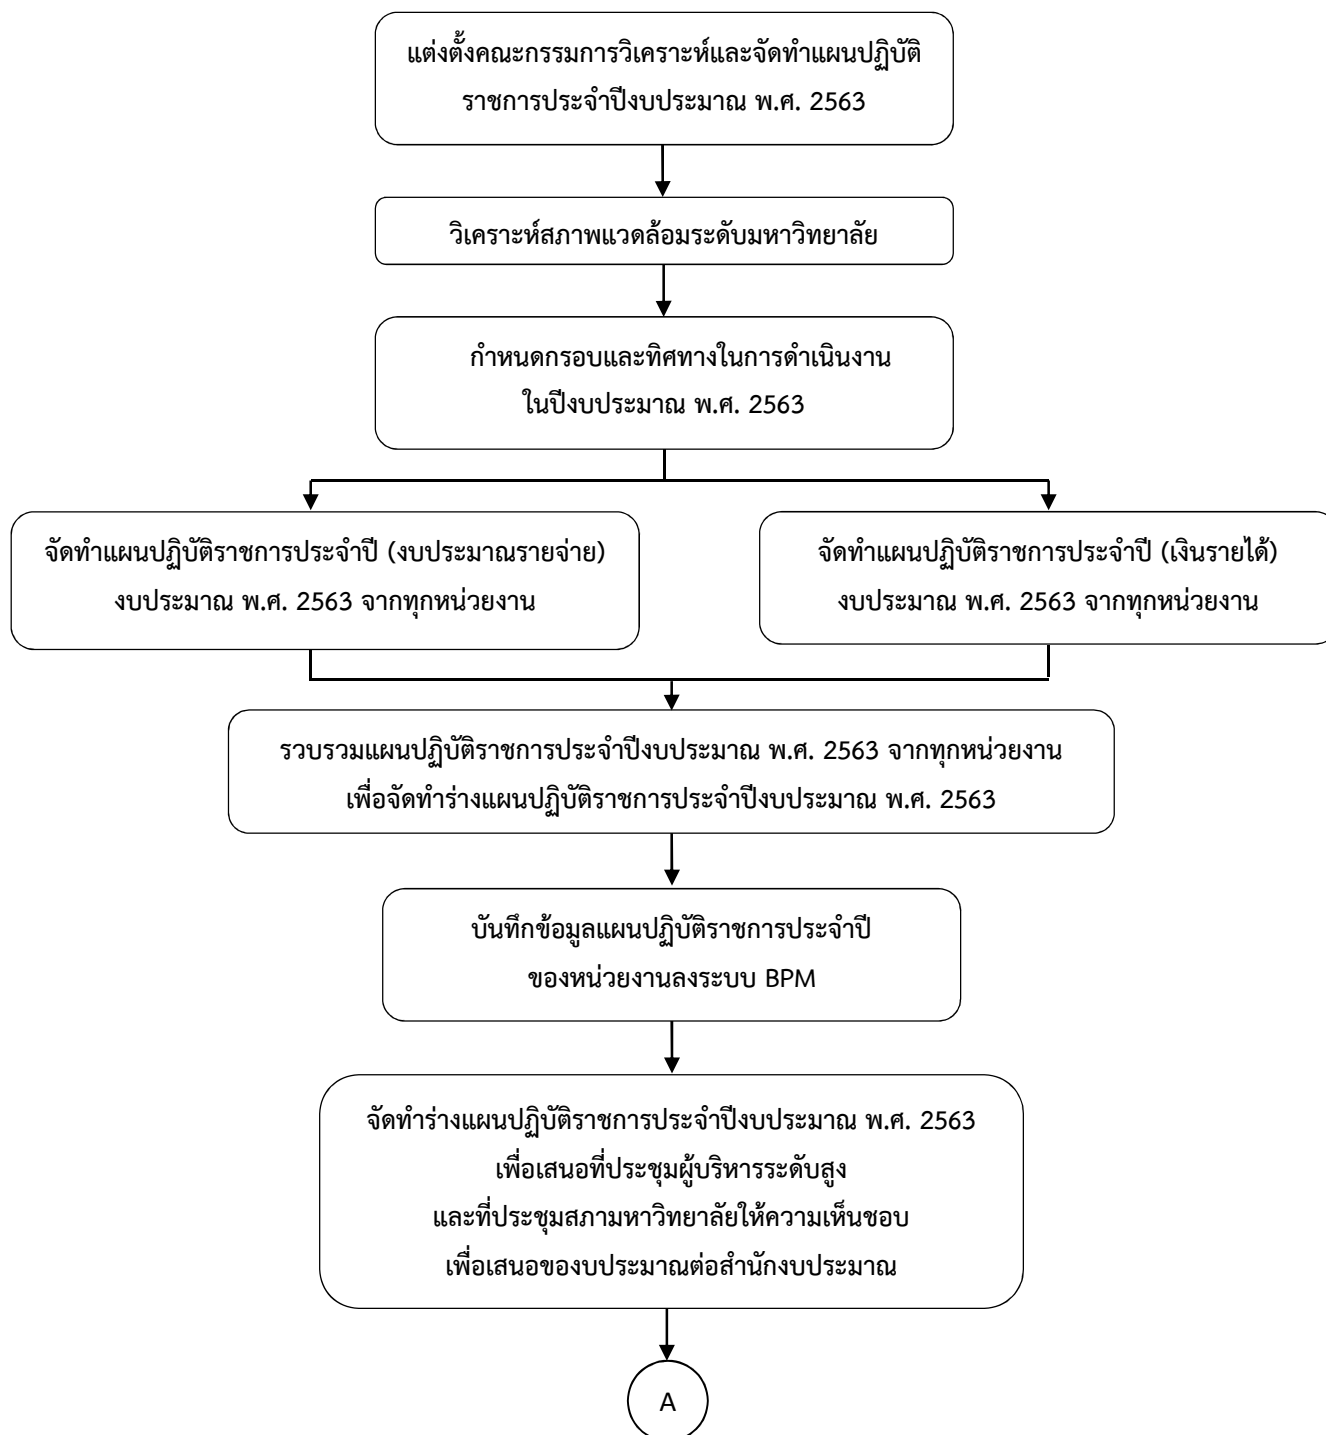 แต่งตั้งคณะกรรมการวิเคราะห์และจัดทำแผนปฏิบัติ
ราชการประจำปีงบประมาณ พ.ศ. 2563
วิเคราะห์สภาพแวดล้อมระดับมหาวิทยาลัย
กำหนดกรอบและทิศทางในการดำเนินงาน
ในปีงบประมาณ พ.ศ. 2563
จัดทำแผนปฏิบัติราชการประจำปี (งบประมาณรายจ่าย)
งบประมาณ พ.ศ. 2563 จากทุกหน่วยงาน
จัดทำแผนปฏิบัติราชการประจำปี (เงินรายได้)
งบประมาณ พ.ศ. 2563 จากทุกหน่วยงาน
รวบรวมแผนปฏิบัติราชการประจำปีงบประมาณ พ.ศ. 2563 จากทุกหน่วยงาน
เพื่อจัดทำร่างแผนปฏิบัติราชการประจำปีงบประมาณ พ.ศ. 2563
บันทึกข้อมูลแผนปฏิบัติราชการประจำปี
ของหน่วยงานลงระบบ BPM
จัดทำร่างแผนปฏิบัติราชการประจำปีงบประมาณ พ.ศ. 2563
เพื่อเสนอที่ประชุมผู้บริหารระดับสูง
และที่ประชุมสภามหาวิทยาลัยให้ความเห็นชอบ
เพื่อเสนอของบประมาณต่อสำนักงบประมาณ
A